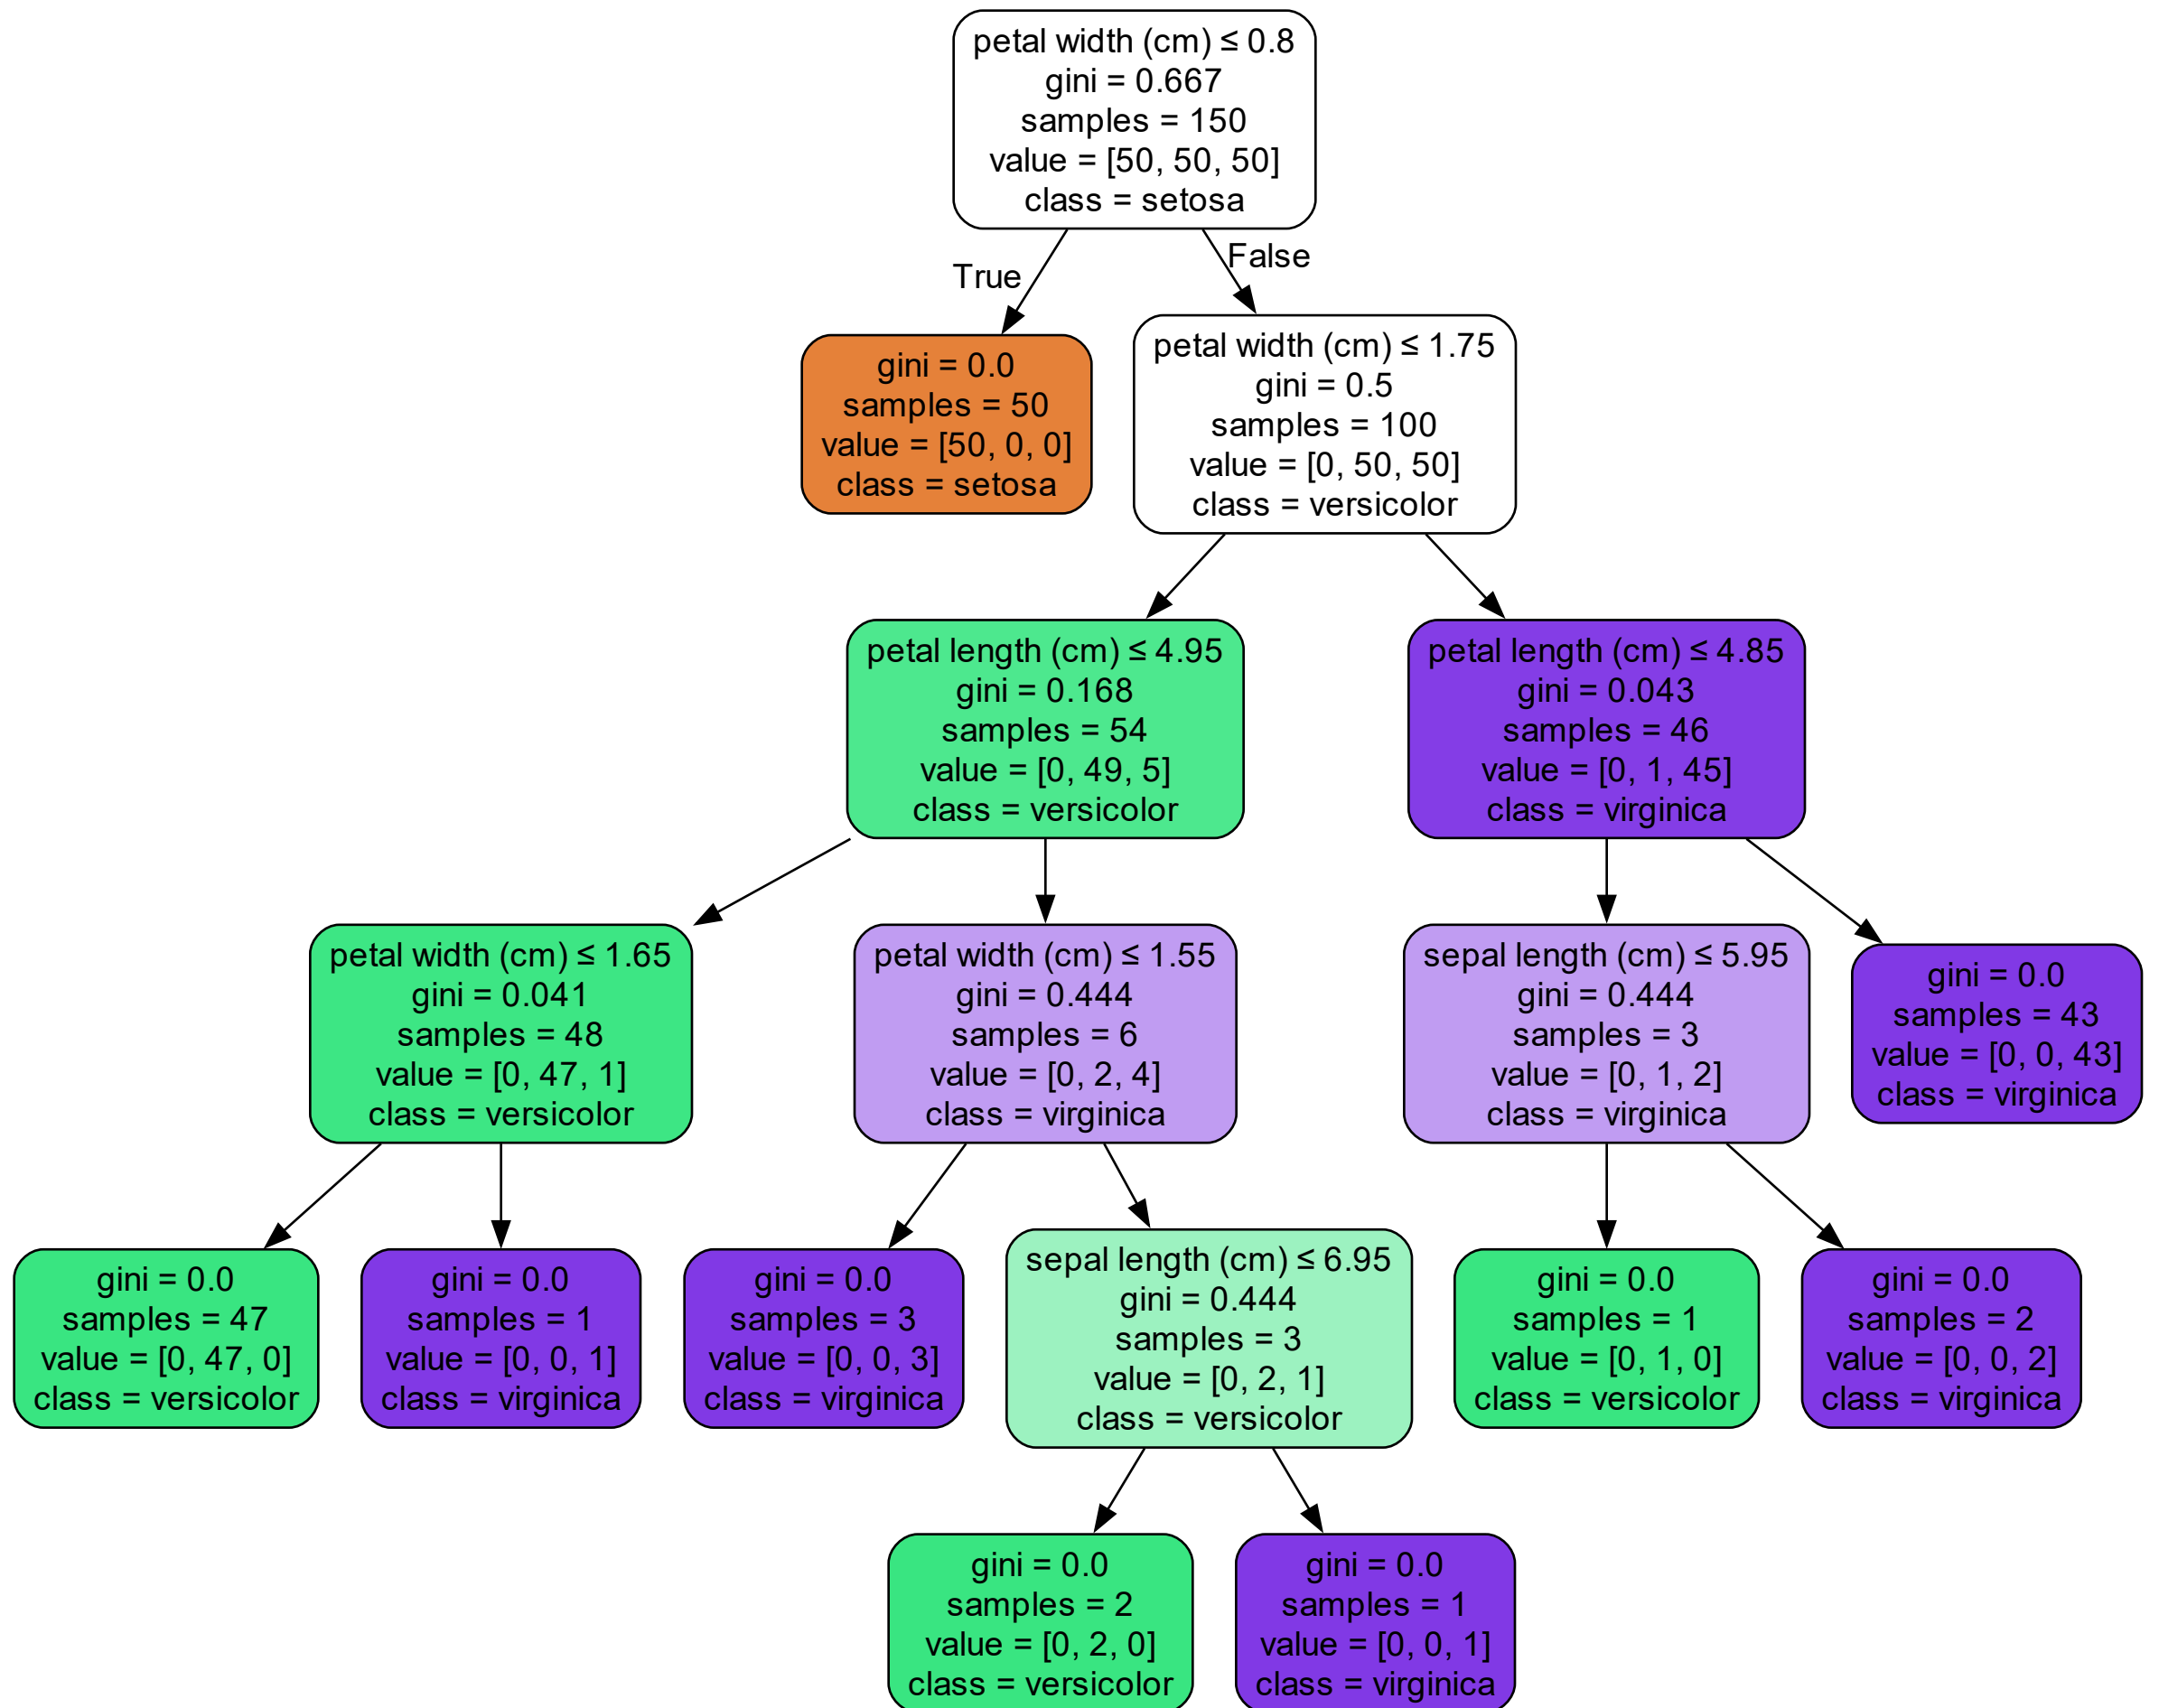 petal width (cm) ≤ 0.8
gini = 0.667
samples = 150
value = [50, 50, 50]
class = setosa
True
False
gini = 0.0
samples = 50
value = [50, 0, 0]
class = setosa
petal width (cm) ≤ 1.75
gini = 0.5
samples = 100
value = [0, 50, 50]
class = versicolor
petal length (cm) ≤ 4.95
gini = 0.168
samples = 54
value = [0, 49, 5]
class = versicolor
petal length (cm) ≤ 4.85
gini = 0.043
samples = 46
value = [0, 1, 45]
class = virginica
petal width (cm) ≤ 1.65
gini = 0.041
samples = 48
value = [0, 47, 1]
class = versicolor
petal width (cm) ≤ 1.55
gini = 0.444
samples = 6
value = [0, 2, 4]
class = virginica
sepal length (cm) ≤ 5.95
gini = 0.444
samples = 3
value = [0, 1, 2]
class = virginica
gini = 0.0
samples = 43
value = [0, 0, 43]
class = virginica
gini = 0.0
samples = 47
value = [0, 47, 0]
class = versicolor
gini = 0.0
samples = 1
value = [0, 0, 1]
class = virginica
gini = 0.0
samples = 3
value = [0, 0, 3]
class = virginica
sepal length (cm) ≤ 6.95
gini = 0.444
samples = 3
value = [0, 2, 1]
class = versicolor
gini = 0.0
samples = 1
value = [0, 1, 0]
class = versicolor
gini = 0.0
samples = 2
value = [0, 0, 2]
class = virginica
gini = 0.0
samples = 2
value = [0, 2, 0]
class = versicolor
gini = 0.0
samples = 1
value = [0, 0, 1]
class = virginica